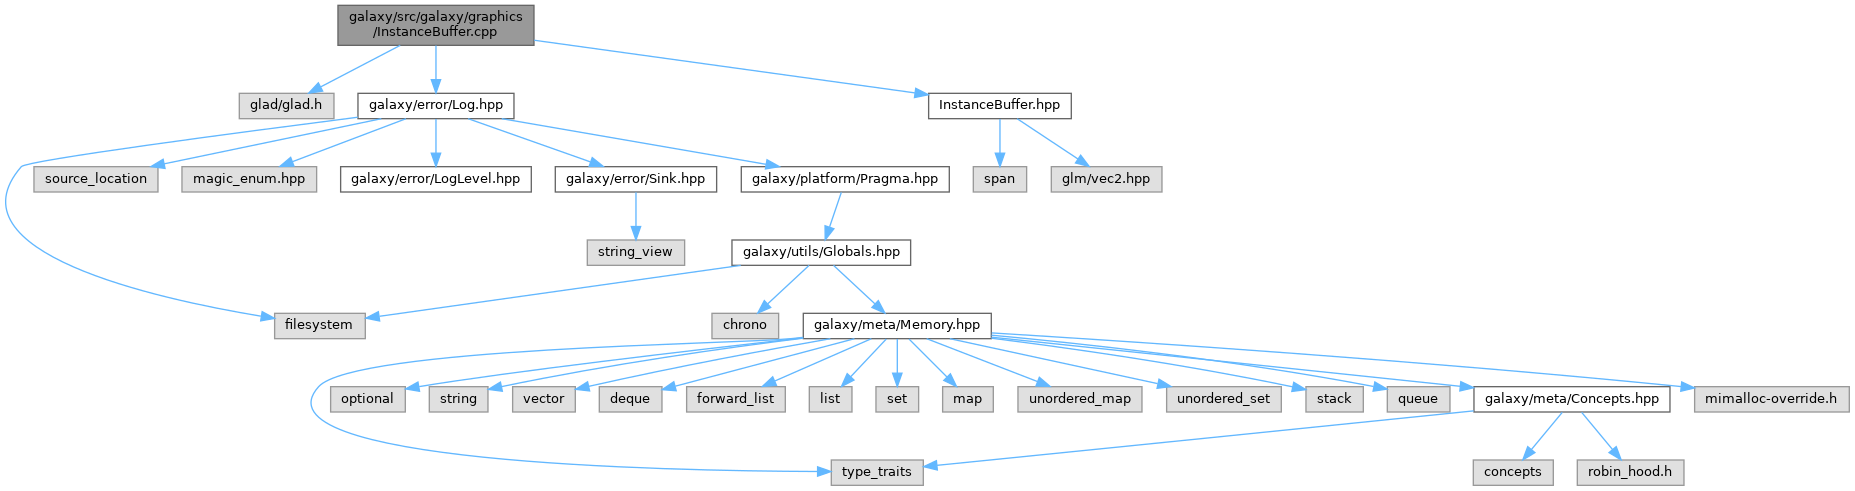 galaxy/src/galaxy/graphics
/InstanceBuffer.cpp
glad/glad.h
galaxy/error/Log.hpp
InstanceBuffer.hpp
source_location
magic_enum.hpp
galaxy/error/LogLevel.hpp
galaxy/error/Sink.hpp
galaxy/platform/Pragma.hpp
span
glm/vec2.hpp
string_view
galaxy/utils/Globals.hpp
filesystem
chrono
galaxy/meta/Memory.hpp
optional
string
vector
deque
forward_list
list
set
map
unordered_map
unordered_set
stack
queue
galaxy/meta/Concepts.hpp
mimalloc-override.h
type_traits
concepts
robin_hood.h